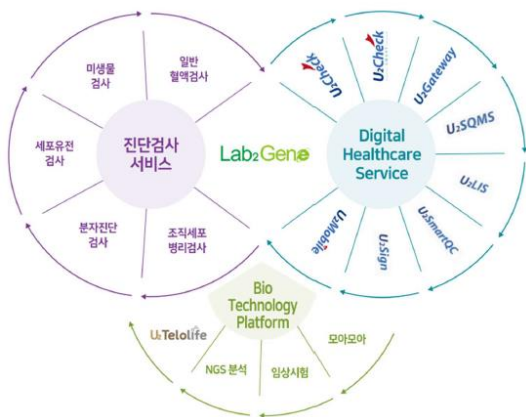 일반
혈액검사
미생물
검사
세포유전
검사
분자진단
검사
조직세포
병리검사
진단검사
서비스
Lab2Gene
U2Check
U2Check
U2Gateway
U2SQMS
U2LIS
U2SmartQC
U2Sign
U2Mobile
Digital
Healthcare
Service
Bio
Technology
Platform
U2Telolife
NGS 분석
임상시험
모아모아